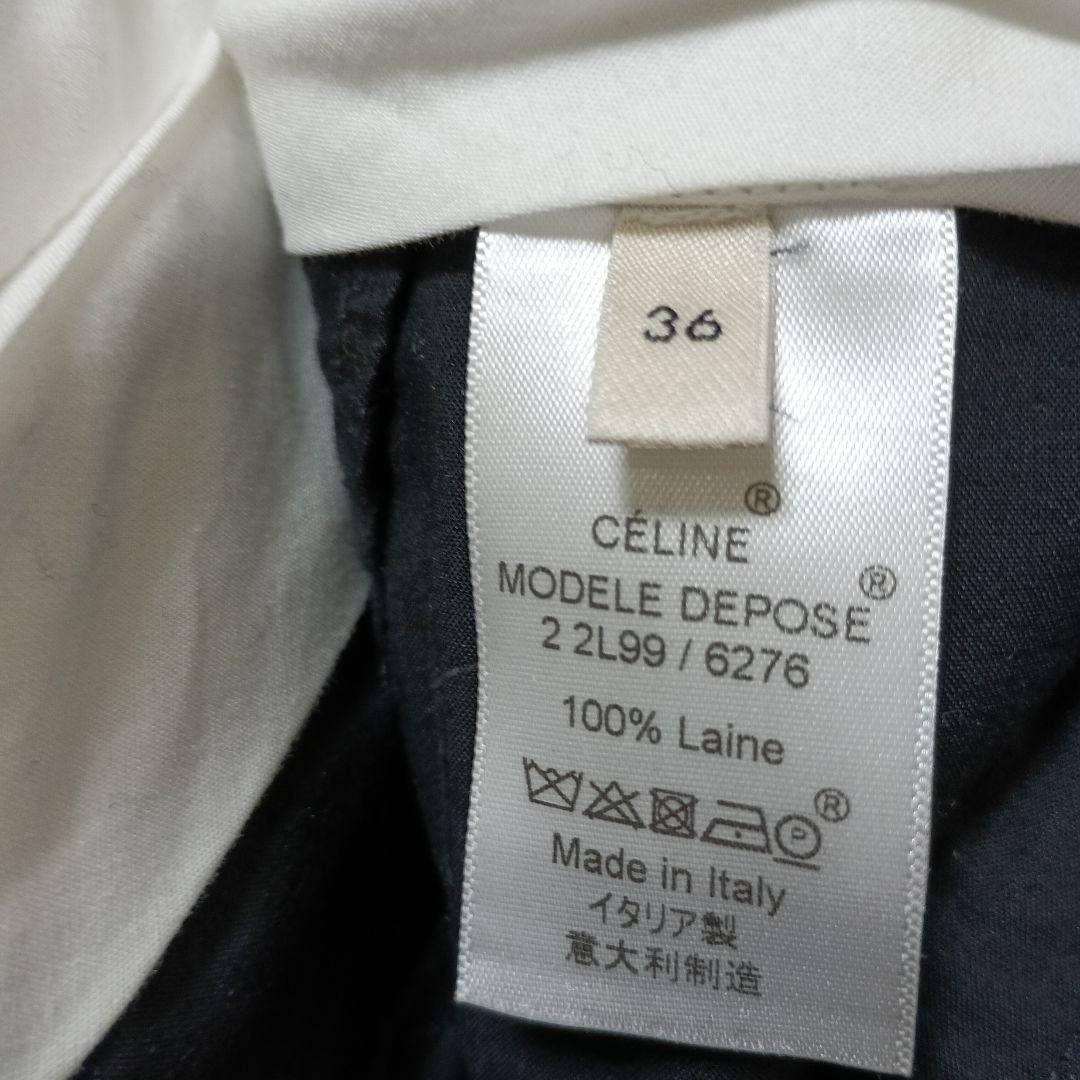 36
CÉLINE®
MODELE DEPOSE®
2 2L99 / 6276
100% Laine
P ®
Made in Italy
イタリア製
意大利制造